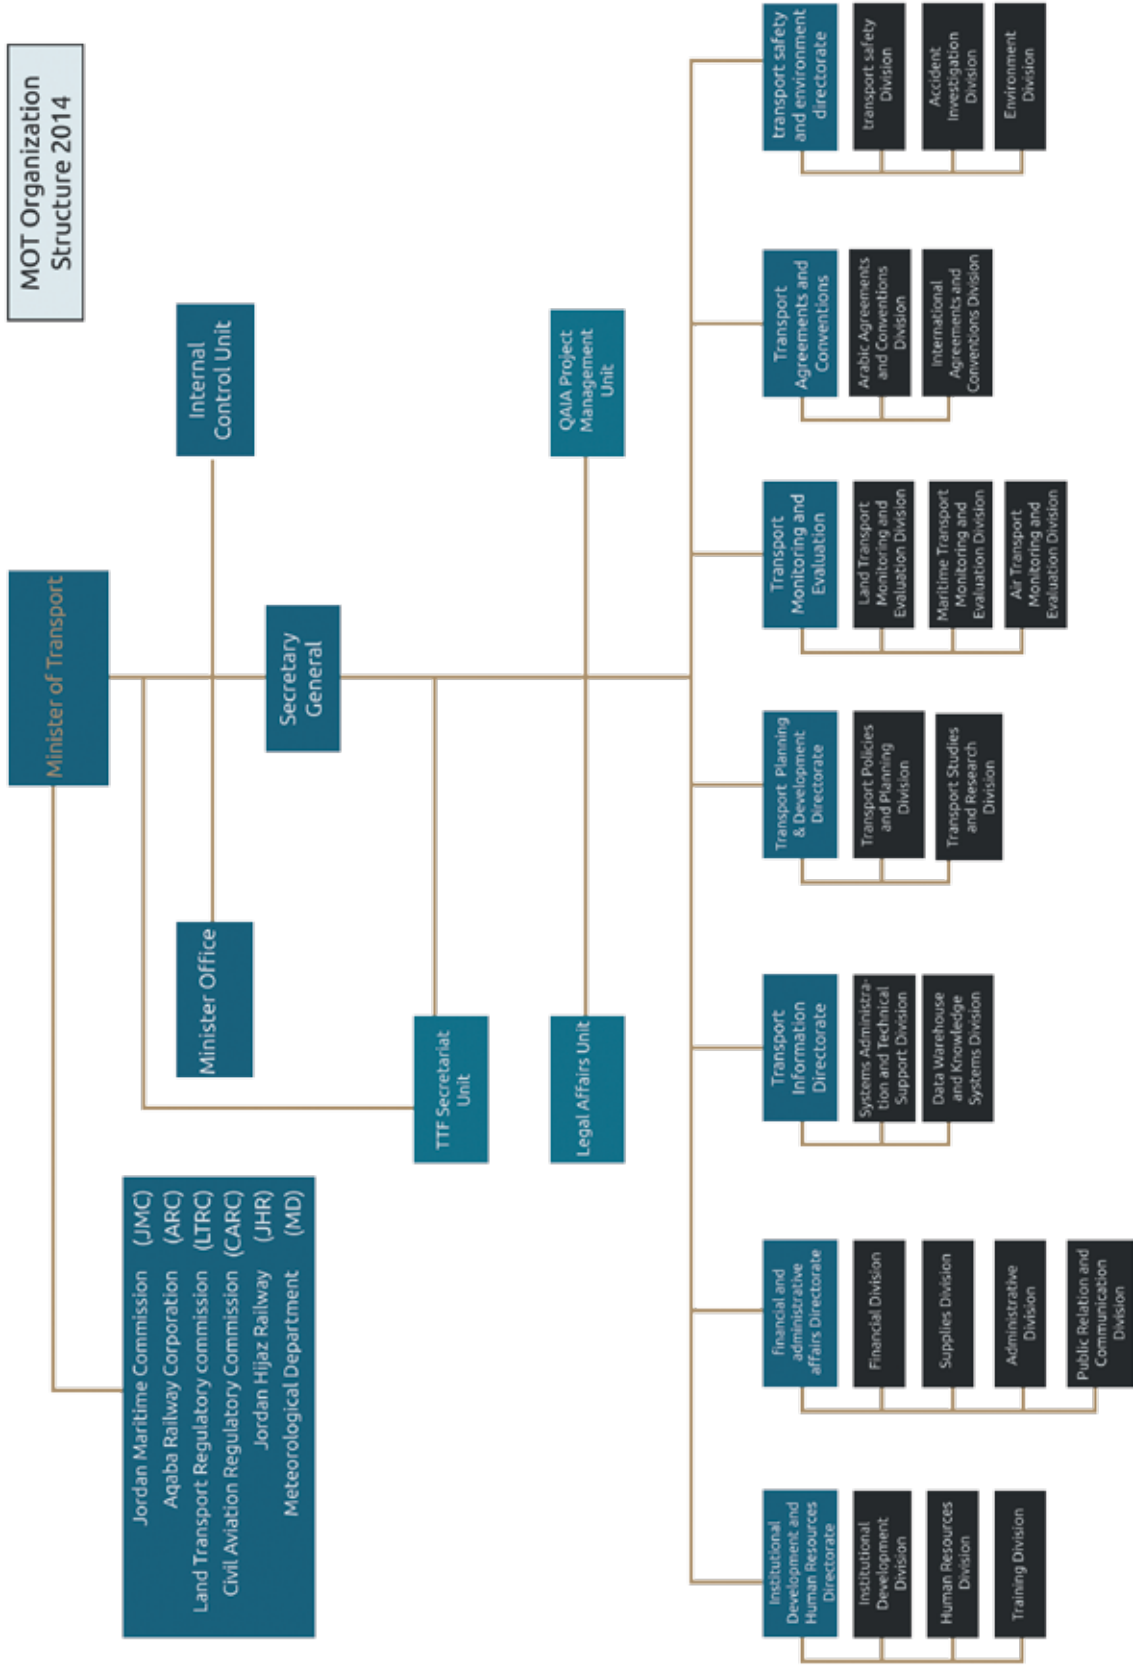 MOT Organization
Structure 2014
Minister of Transport
Jordan Maritime Commission (JMC)
Aqaba Railway Corporation (ARC)
Land Transport Regulatory commission (LTRC)
Civil Aviation Regulatory Commission (CARC)
Jordan Hijaz Railway (JHR)
Meteorological Department (MD)
Minister Office
Internal
Control Unit
Secretary
General
TTF Secretariat
Unit
Legal Affairs Unit
QAIA Project
Management
Unit
Institutional
Development and
Human Resources
Directorate
Institutional
Development
Division
Human Resources
Division
Training Division
financial and
administrative
affairs Directorate
Financial Division
Supplies Division
Administrative
Division
Public Relation and
Communication
Division
Transport
Information
Directorate
Systems Administra-
tion and Technical
Support Division
Data Warehouse
and Knowledge
Systems Division
Transport Planning
& Development
Directorate
Transport Policies
and Planning
Division
Transport Studies
and Research
Division
Transport
Monitoring and
Evaluation
Land Transport
Monitoring and
Evaluation Division
Maritime Transport
Monitoring and
Evaluation Division
Air Transport
Monitoring and
Evaluation Division
Transport
Agreements and
Conventions
Arabic Agreements
and Conventions
Division
International
Agreements and
Conventions Division
transport safety
and environment
directorate
transport safety
Division
Accident
Investigation
Division
Environment
Division